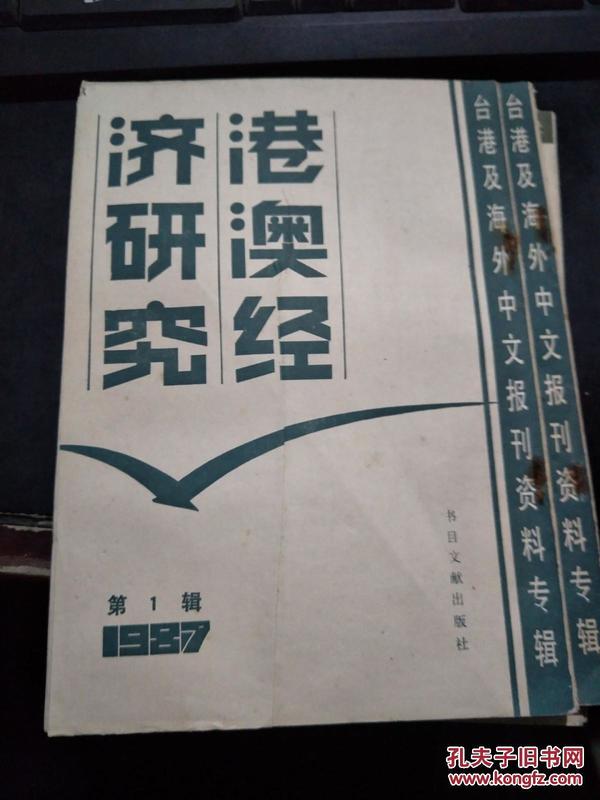 港澳经
济研究
第1辑
1987
书目文献出版社
台港及海外中文报刊资料专辑
台港及海外中文报刊资料专辑
孔夫子旧书网
www.kongfz.com